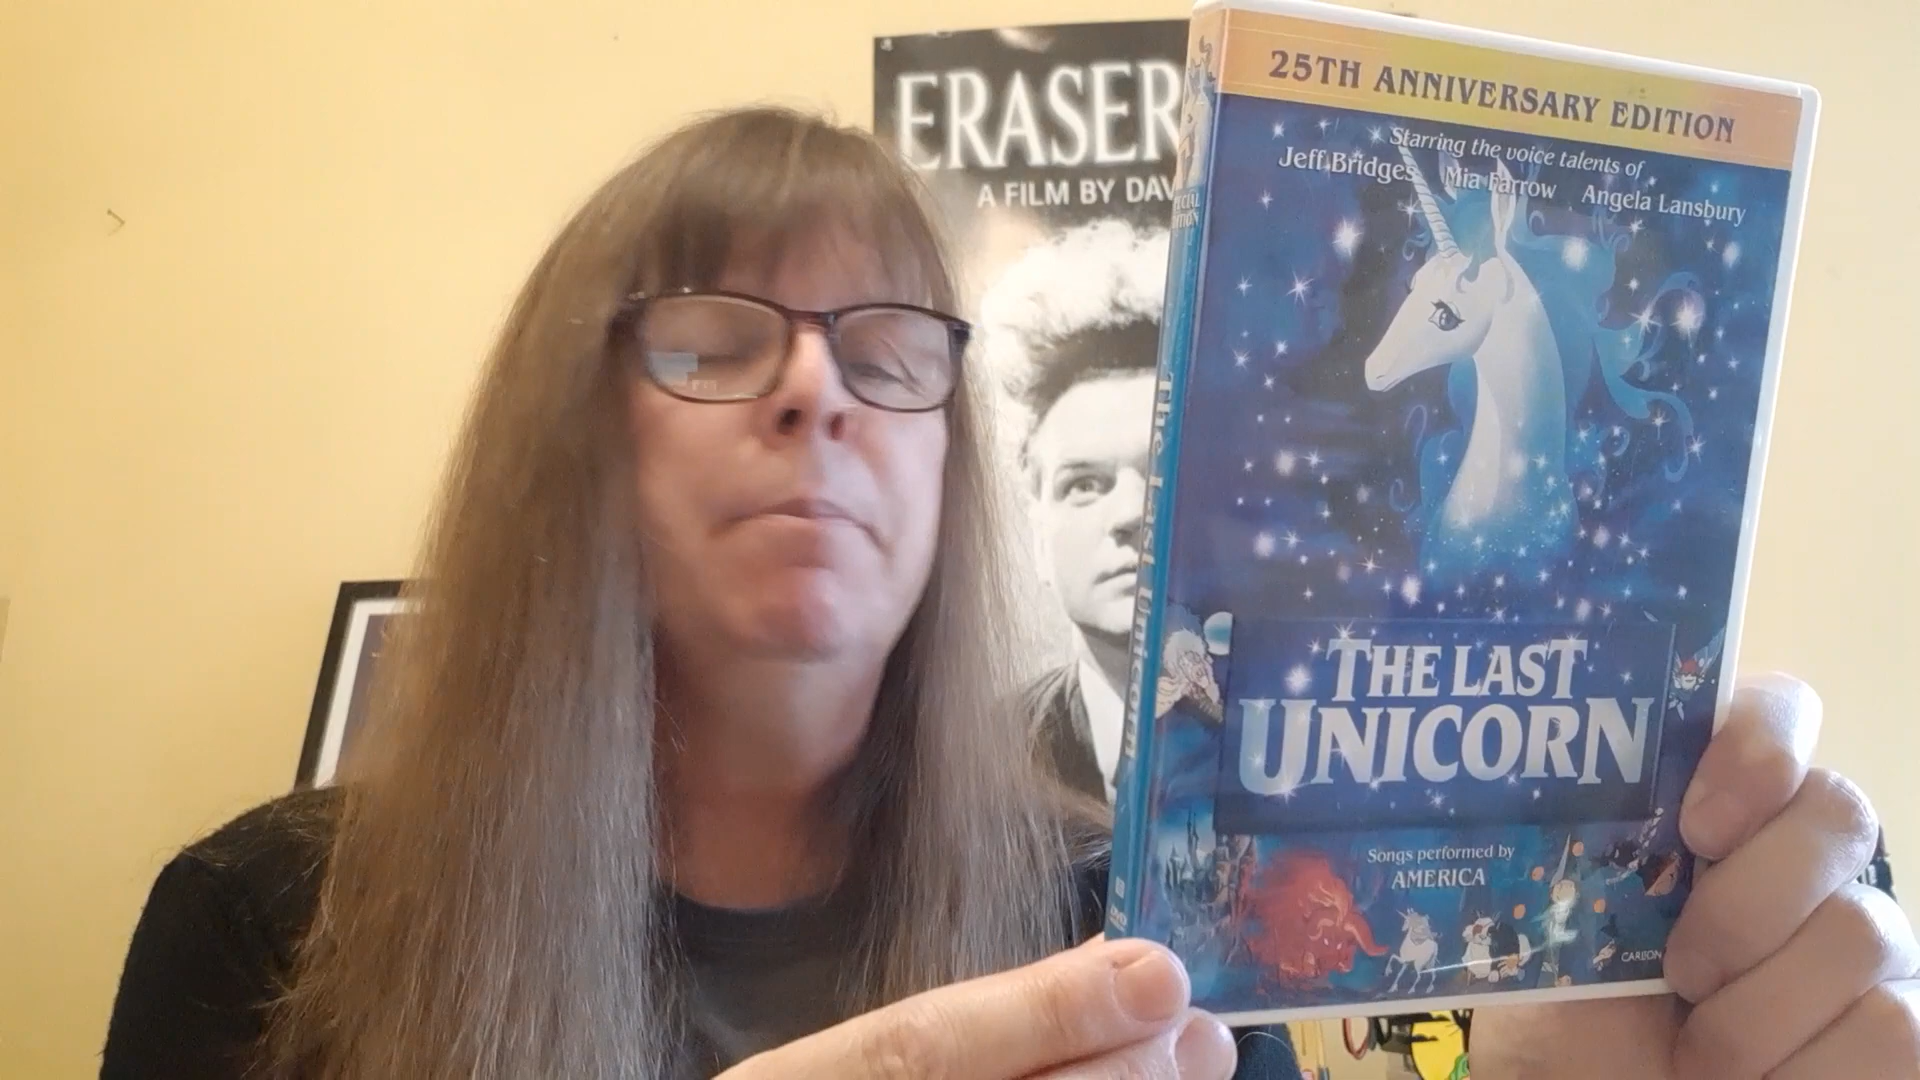 ERASER
A FILM BY DAV
25TH ANNIVERSARY EDITION
Starring the voice talents of
Jeff Bridges Mia Farrow Angela Lansbury
THE LAST
UNICORN
Songs performed by
AMERICA
CARLTON
The Last Unicorn